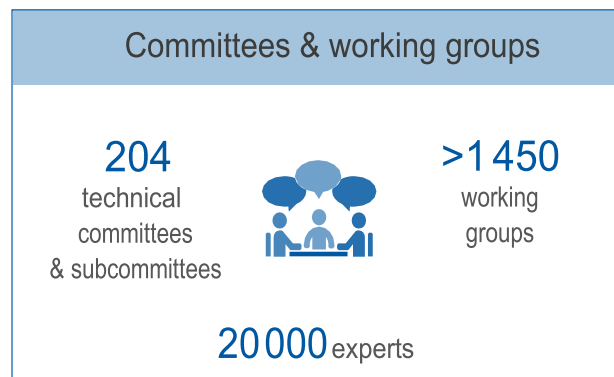 Committees & working groups
204
technical
committees
& subcommittees
>1 450
working
groups
20 000 experts